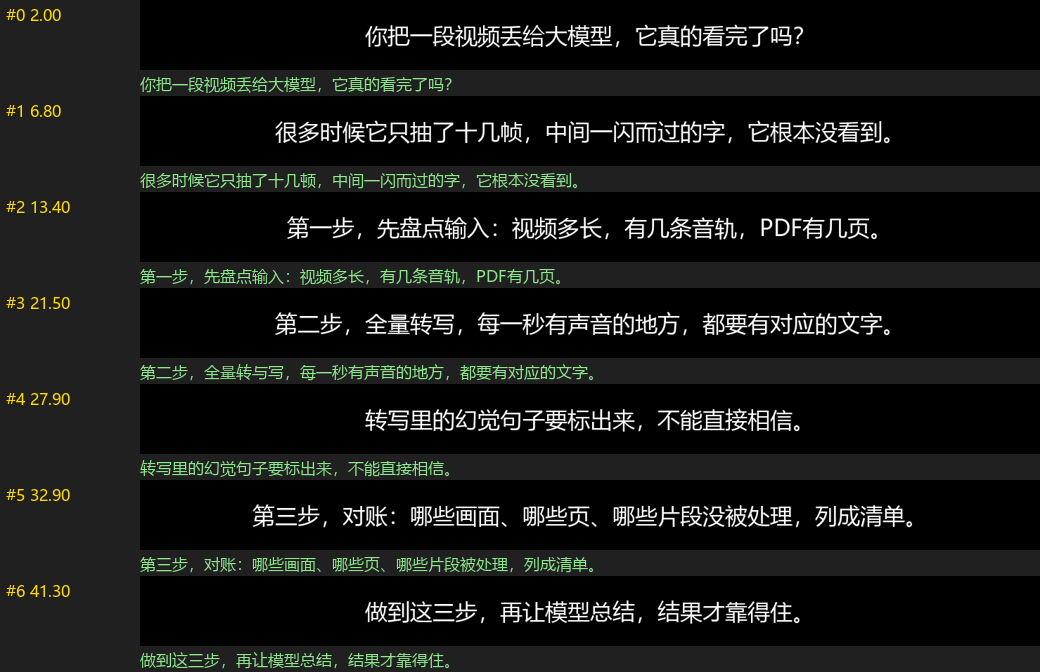 #0 2.00
你把一段视频丢给大模型，它真的看完了吗？
你把一段视频丢给大模型，它真的看完了吗？
#1 6.80
很多时候它只抽了十几帧，中间一闪而过的字，它根本没看到。
很多时候它只抽了十几顿，中间一闪而过的字，它根本没看到。
#2 13.40
第一步，先盘点输入：视频多长，有几条音轨，PDF有几页。
第一步，先盘点输入：视频多长，有几条音轨，PDF有几页。
#3 21.50
第二步，全量转写，每一秒有声音的地方，都要有对应的文字。
第二步，全量转与写，每一秒有声音的地方，都要有对应的文字。
#4 27.90
转写里的幻觉句子要标出来，不能直接相信。
转写里的幻觉句子要标出来，不能直接相信。
#5 32.90
第三步，对账：哪些画面、哪些页、哪些片段没被处理，列成清单。
第三步，对账：哪些画面、哪些页、哪些片段被处理，列成清单。
#6 41.30
做到这三步，再让模型总结，结果才靠得住。
做到这三步，再让模型总结，结果才靠得住。